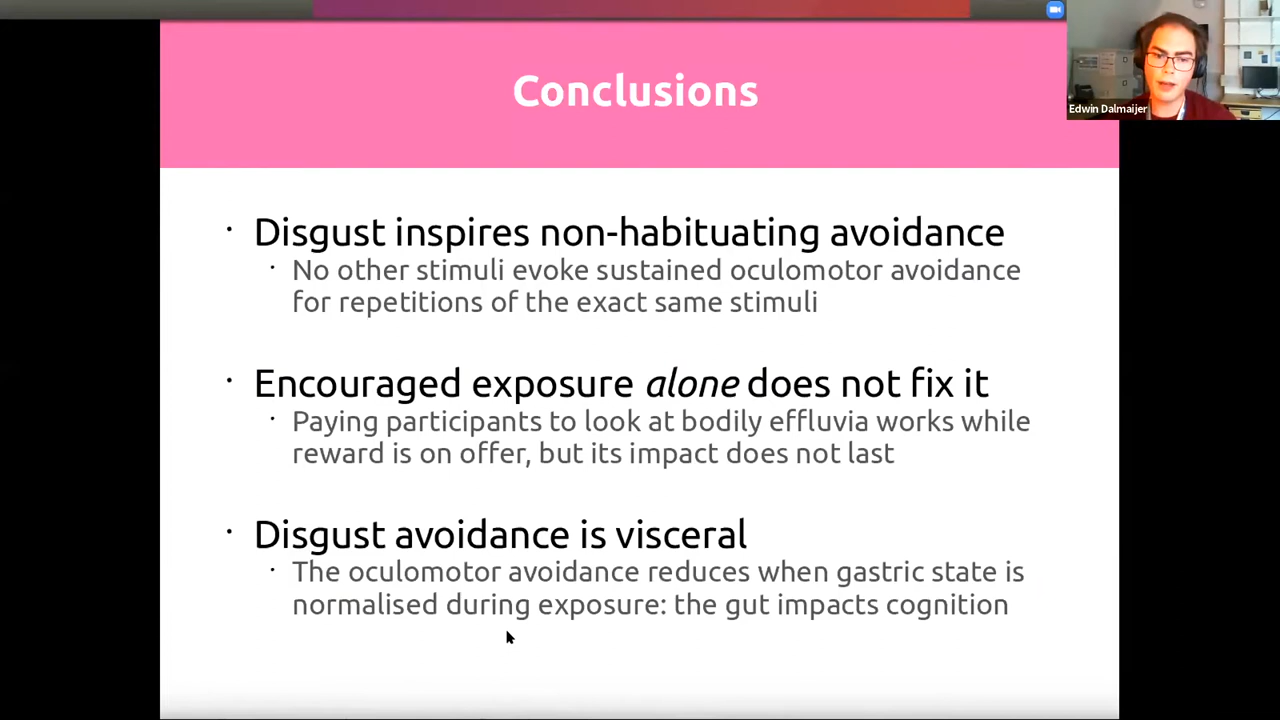 Conclusions
Edwin Dalmaijer
· Disgust inspires non-habituating avoidance
· No other stimuli evoke sustained oculomotor avoidance
for repetitions of the exact same stimuli
· Encouraged exposure alone does not fix it
· Paying participants to look at bodily effluvia works while
reward is on offer, but its impact does not last
· Disgust avoidance is visceral
· The oculomotor avoidance reduces when gastric state is
normalised during exposure: the gut impacts cognition